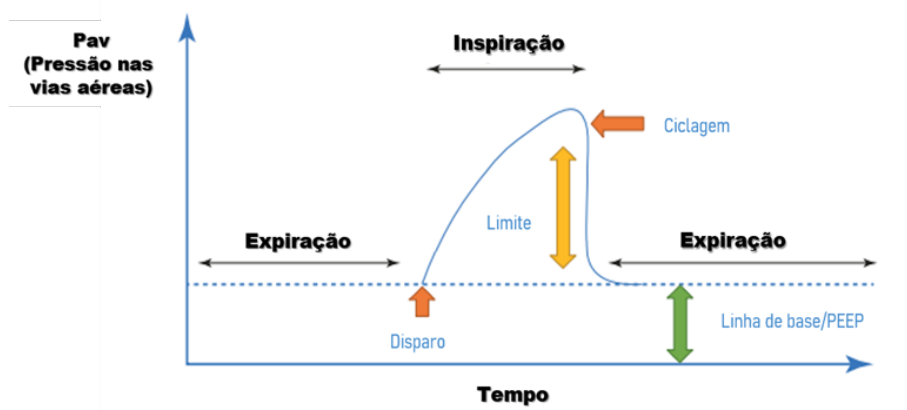 Pav
(Pressão nas
vias aéreas)
Inspiração
Ciclagem
Limite
Expiração
Expiração
Disparo
Linha de base/PEEP
Tempo